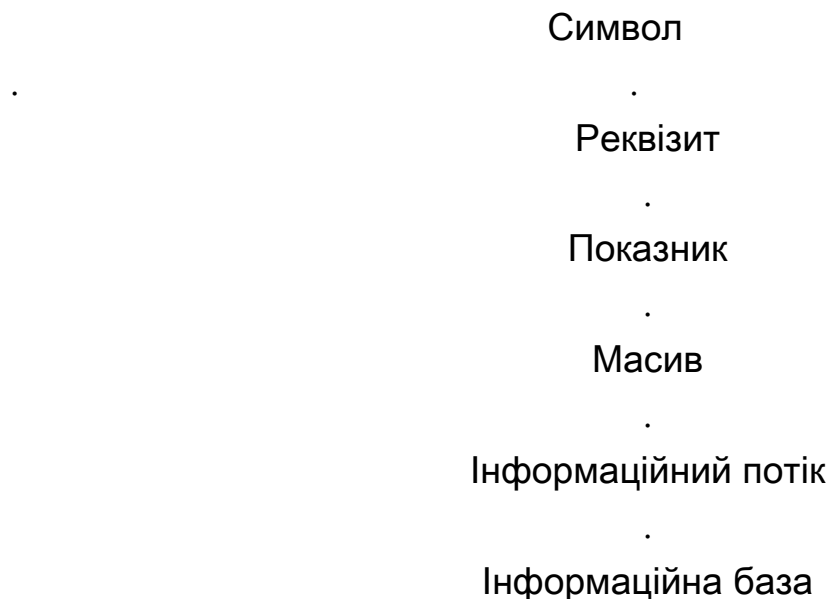 Символ
. .
Реквізит
.
Показник
.
Масив
.
Інформаційний потік
.
Інформаційна база